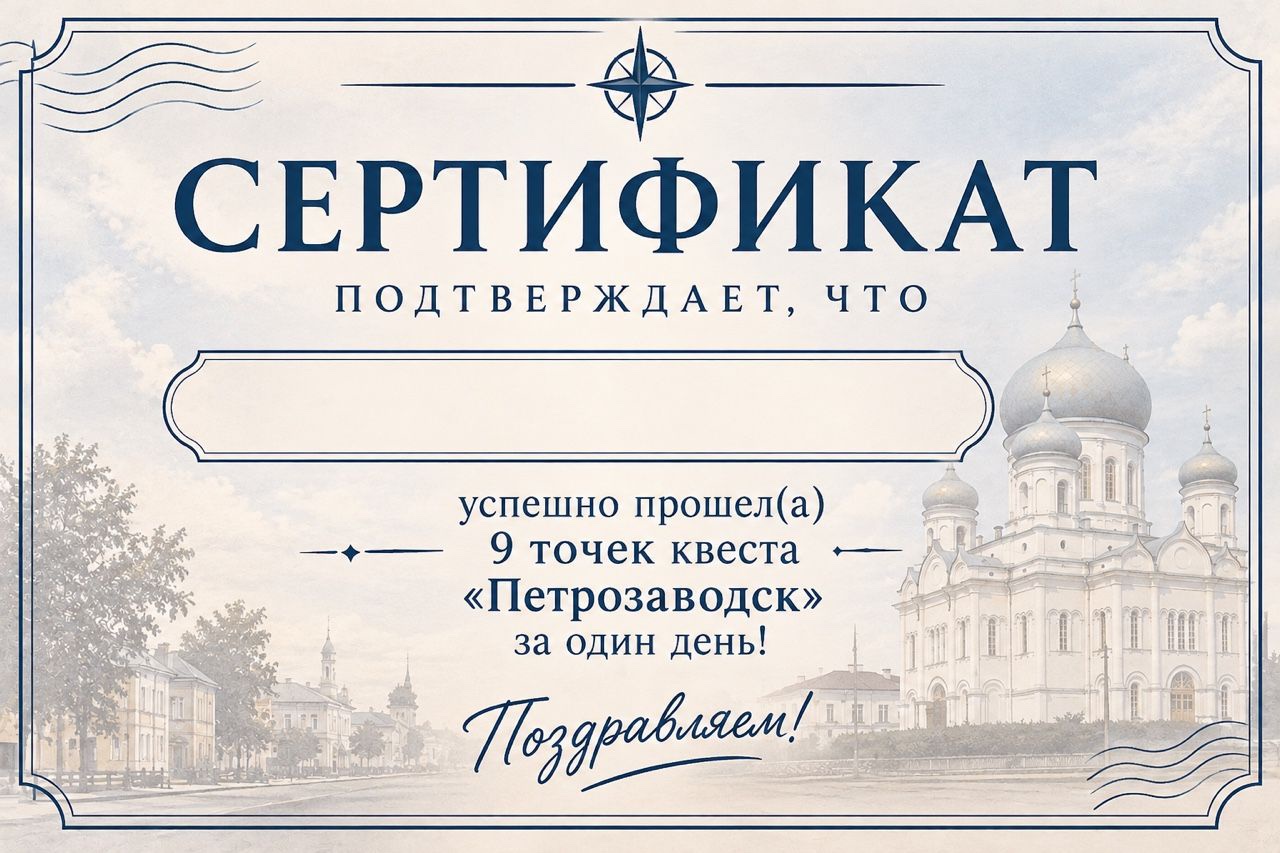 СЕРТИФИКАТ
ПОДТВЕРЖДАЕТ, ЧТО
успешно прошел(а)
9 точек квеста
«Петрозаводск»
за один день!
Поздравляем!